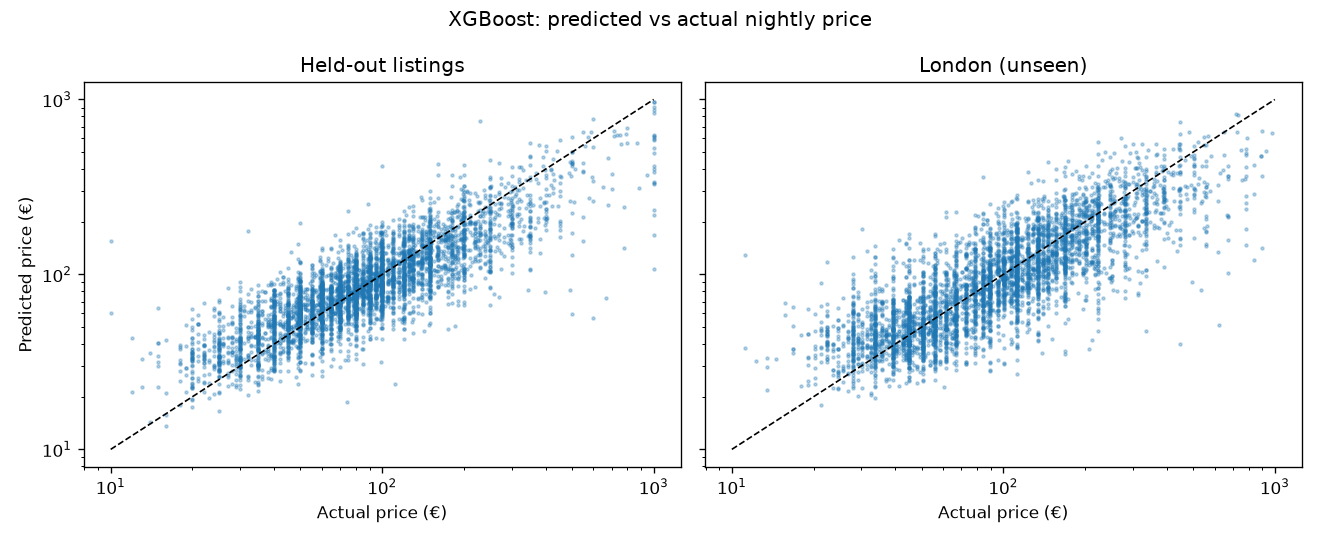 XGBoost: predicted vs actual nightly price
Held-out listings
London (unseen)
Predicted price (€)
10³
10²
10¹
10¹
10²
10³
10¹
10²
10³
Actual price (€)
Actual price (€)